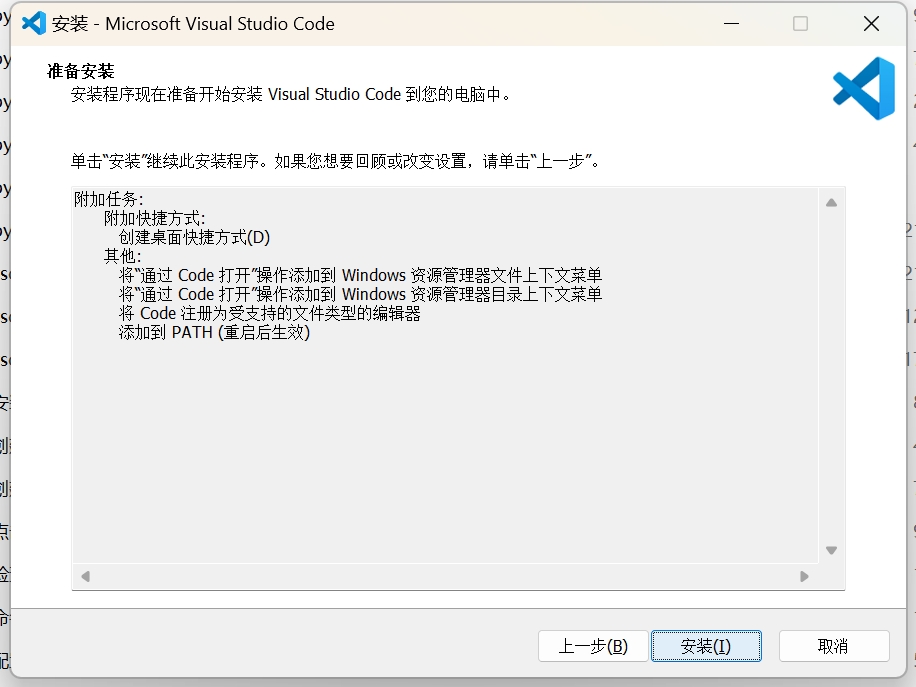 安装 - Microsoft Visual Studio Code
准备安装
安装程序现在准备开始安装 Visual Studio Code 到您的电脑中。
单击“安装”继续此安装程序。如果您想要回顾或改变设置，请单击“上一步”。
附加任务:
附加快捷方式:
创建桌面快捷方式(D)
其他:
将“通过 Code 打开”操作添加到 Windows 资源管理器文件上下文菜单
将“通过 Code 打开”操作添加到 Windows 资源管理器目录上下文菜单
将 Code 注册为受支持的文件类型的编辑器
添加到 PATH (重启后生效)
上一步(B)
安装(I)
取消